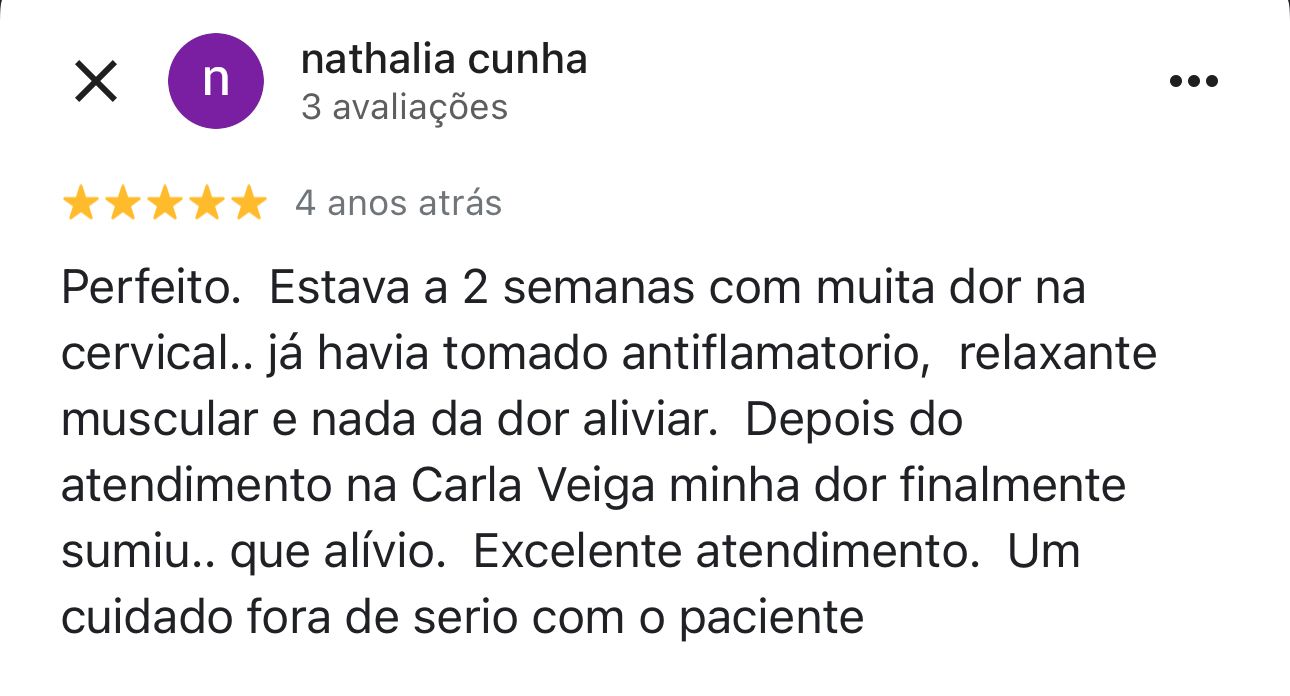 n
nathalia cunha
3 avaliações
4 anos atrás
Perfeito.  Estava a 2 semanas com muita dor na
cervical.. já havia tomado antiflamatorio,  relaxante
muscular e nada da dor aliviar.  Depois do
atendimento na Carla Veiga minha dor finalmente
sumiu.. que alívio.  Excelente atendimento.  Um
cuidado fora de serio com o paciente